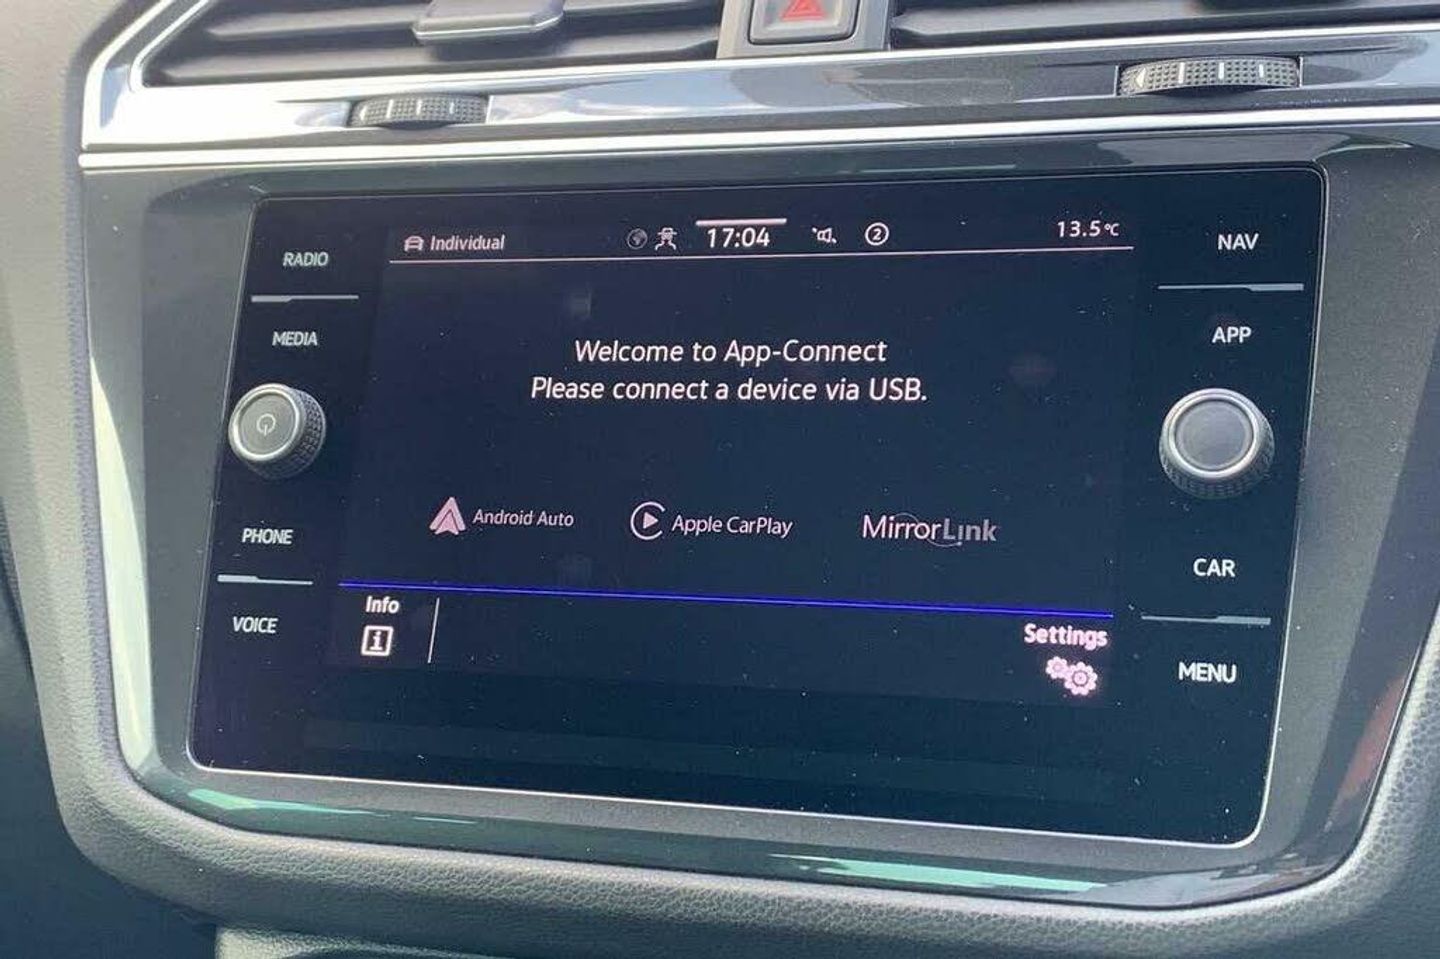 Individual
17:04
2
13.5°C
RADIO
MEDIA
PHONE
VOICE
Welcome to App-Connect
Please connect a device via USB.
Android Auto
Apple CarPlay
MirrorLink
Info
i
Settings
NAV
APP
CAR
MENU